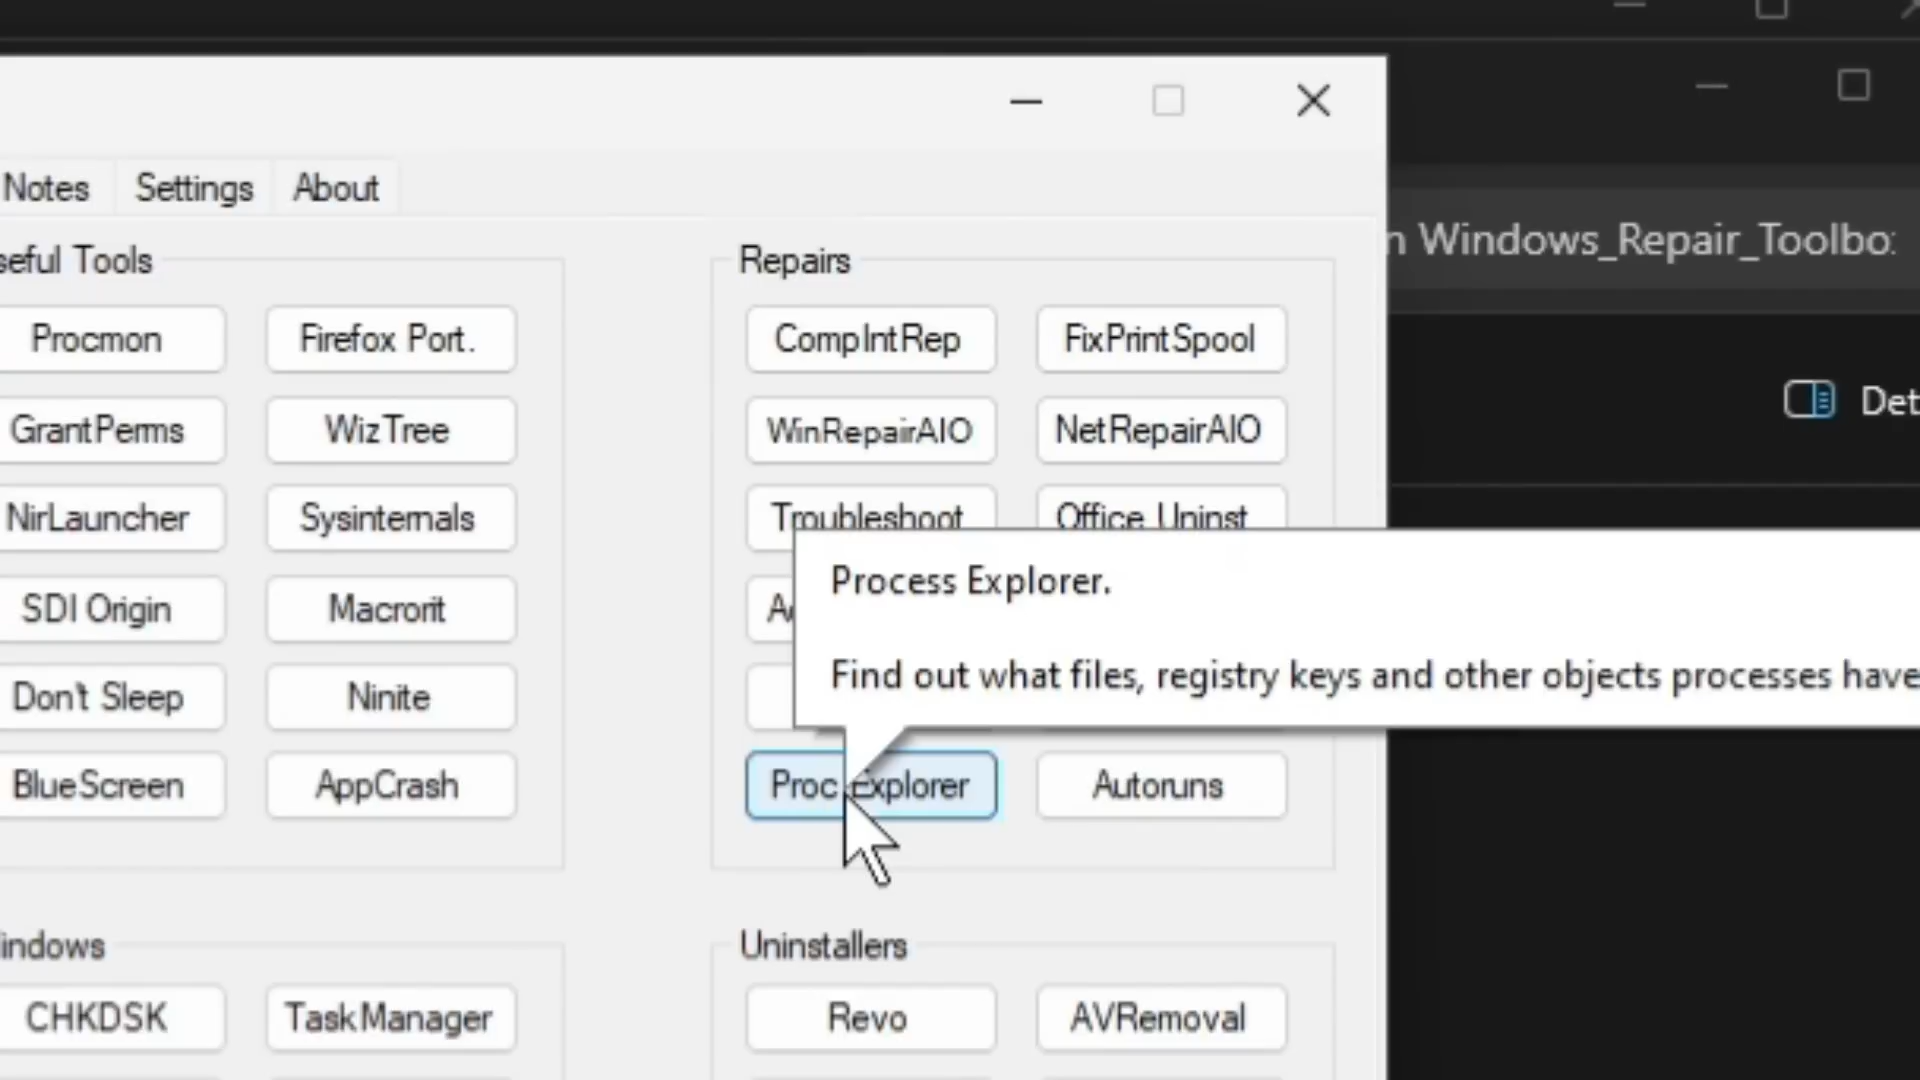 Notes Settings About
n Windows_Repair_Toolbo
seful Tools
Procmon Firefox Port.
GrantPerms WizTree
NirLauncher Sysinternals
SDI Origin Macrorit
Don't Sleep Ninite
BlueScreen AppCrash
Repairs
CompIntRep FixPrintSpool
WinRepairAIO NetRepairAIO
Troubleshoot Office Uninst
Det
Process Explorer.
Find out what files, registry keys and other objects processes have
Proc Explorer Autoruns
indows
CHKDSK TaskManager
Uninstallers
Revo AVRemoval